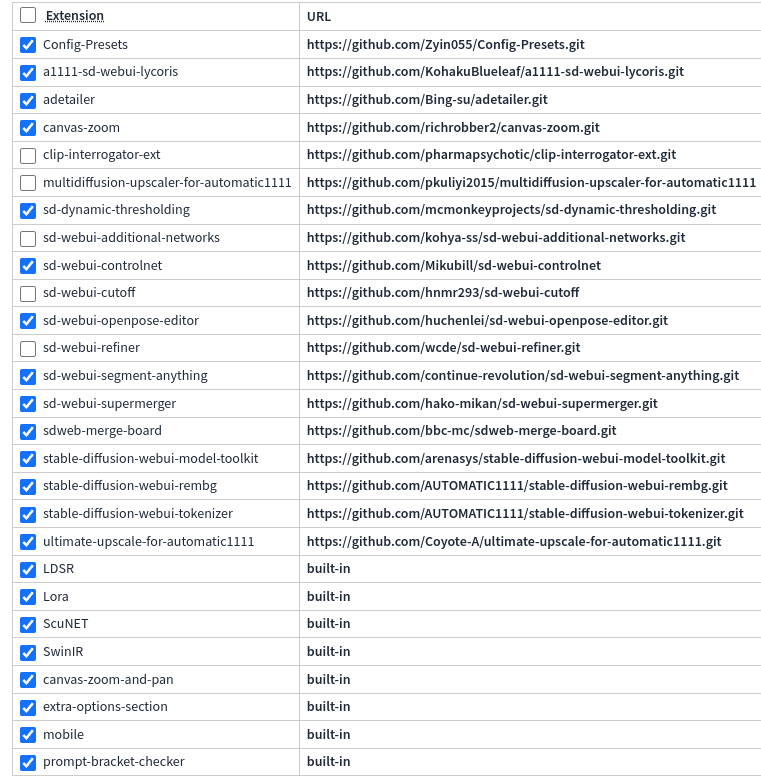 Extension URL
Config-Presets https://github.com/Zyin055/Config-Presets.git
a1111-sd-webui-lycoris https://github.com/KohakuBlueleaf/a1111-sd-webui-lycoris.git
adetailer https://github.com/Bing-su/adetailer.git
canvas-zoom https://github.com/richrobber2/canvas-zoom.git
clip-interrogator-ext https://github.com/pharmapsychotic/clip-interrogator-ext.git
multidiffusion-upscaler-for-automatic1111 https://github.com/pkuliyi2015/multidiffusion-upscaler-for-automatic1111
sd-dynamic-thresholding https://github.com/mcmonkeyprojects/sd-dynamic-thresholding.git
sd-webui-additional-networks https://github.com/kohya-ss/sd-webui-additional-networks.git
sd-webui-controlnet https://github.com/Mikubill/sd-webui-controlnet
sd-webui-cutoff https://github.com/hnmr293/sd-webui-cutoff
sd-webui-openpose-editor https://github.com/huchenlei/sd-webui-openpose-editor.git
sd-webui-refiner https://github.com/wcde/sd-webui-refiner.git
sd-webui-segment-anything https://github.com/continue-revolution/sd-webui-segment-anything.git
sd-webui-supermerger https://github.com/hako-mikan/sd-webui-supermerger.git
sdweb-merge-board https://github.com/bbc-mc/sdweb-merge-board.git
stable-diffusion-webui-model-toolkit https://github.com/arenasys/stable-diffusion-webui-model-toolkit.git
stable-diffusion-webui-rembg https://github.com/AUTOMATIC1111/stable-diffusion-webui-rembg.git
stable-diffusion-webui-tokenizer https://github.com/AUTOMATIC1111/stable-diffusion-webui-tokenizer.git
ultimate-upscale-for-automatic1111 https://github.com/Coyote-A/ultimate-upscale-for-automatic1111.git
LDSR built-in
Lora built-in
ScuNET built-in
SwinIR built-in
canvas-zoom-and-pan built-in
extra-options-section built-in
mobile built-in
prompt-bracket-checker built-in